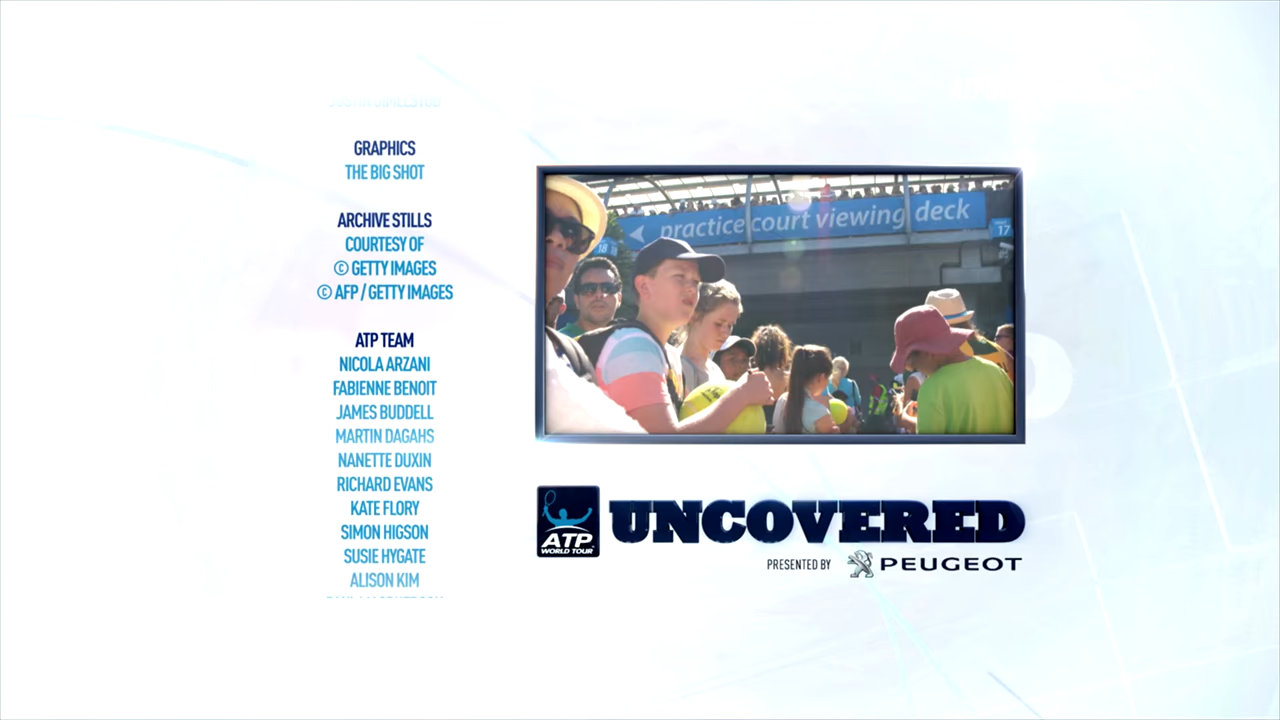 GRAPHICS
THE BIG SHOT
ARCHIVE STILLS
COURTESY OF
© GETTY IMAGES
© AFP / GETTY IMAGES
ATP TEAM
NICOLA ARZANI
FABIENNE BENOIT
JAMES BUDDELL
MARTIN DAGAHS
NANETTE DUXIN
RICHARD EVANS
KATE FLORY
SIMON HIGSON
SUSIE HYGATE
ALISON KIM
practice court viewing deck
18
17
ATP
WORLD TOUR
UNCOVERED
PRESENTED BY PEUGEOT